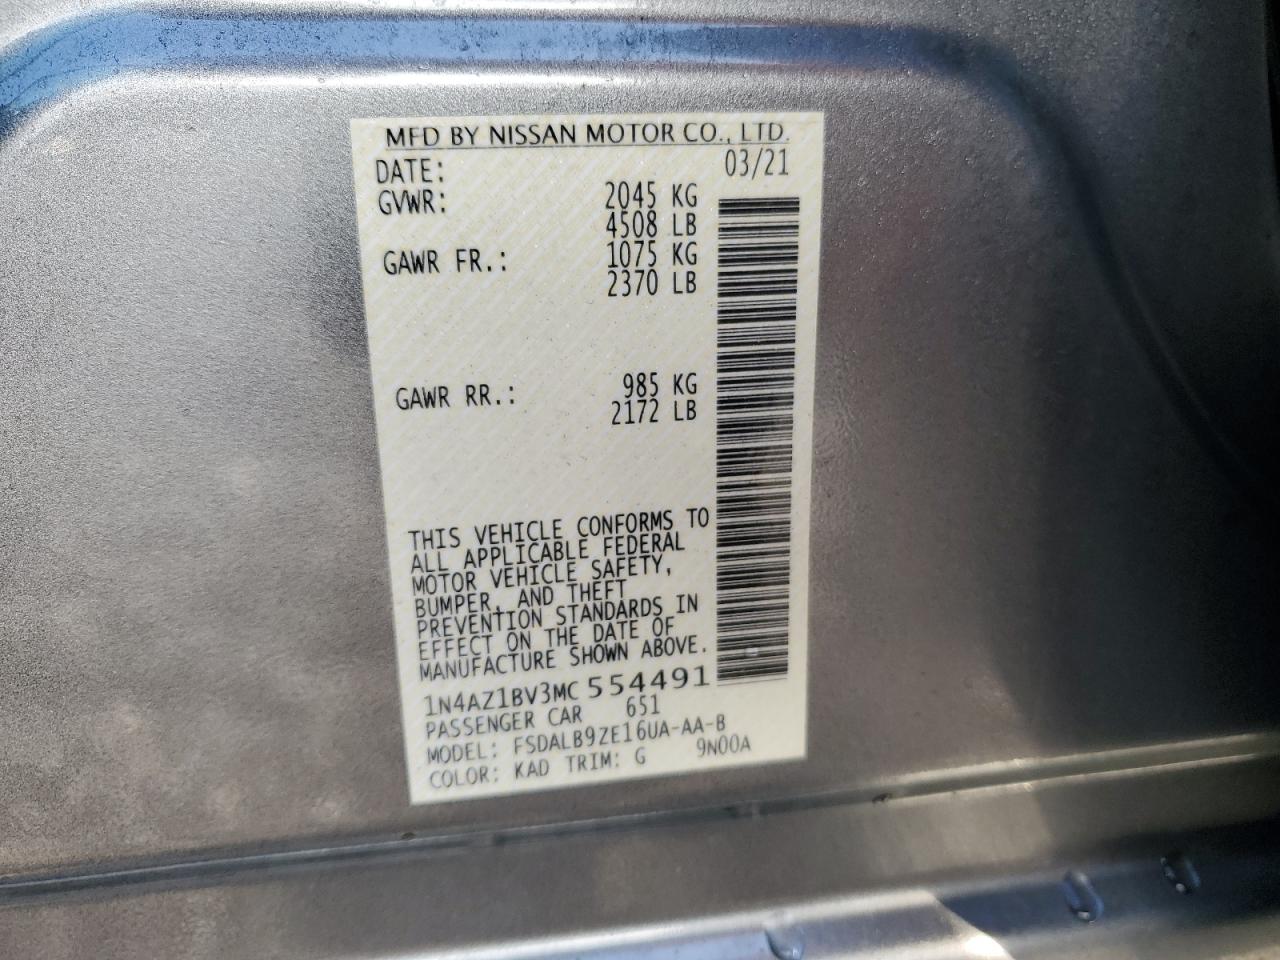 MFD BY NISSAN MOTOR CO., LTD.
DATE: 03/21
GVWR: 2045 KG
4508 LB
GAWR FR.: 1075 KG
2370 LB
GAWR RR.: 985 KG
2172 LB
THIS VEHICLE CONFORMS TO
ALL APPLICABLE FEDERAL
MOTOR VEHICLE SAFETY,
BUMPER, AND THEFT
PREVENTION STANDARDS IN
EFFECT ON THE DATE OF
MANUFACTURE SHOWN ABOVE.
1N4AZ1BV3MC 554491
PASSENGER CAR 651
MODEL: FSDALB9ZE16UA-AA-B
COLOR: KAD TRIM: G 9N00A